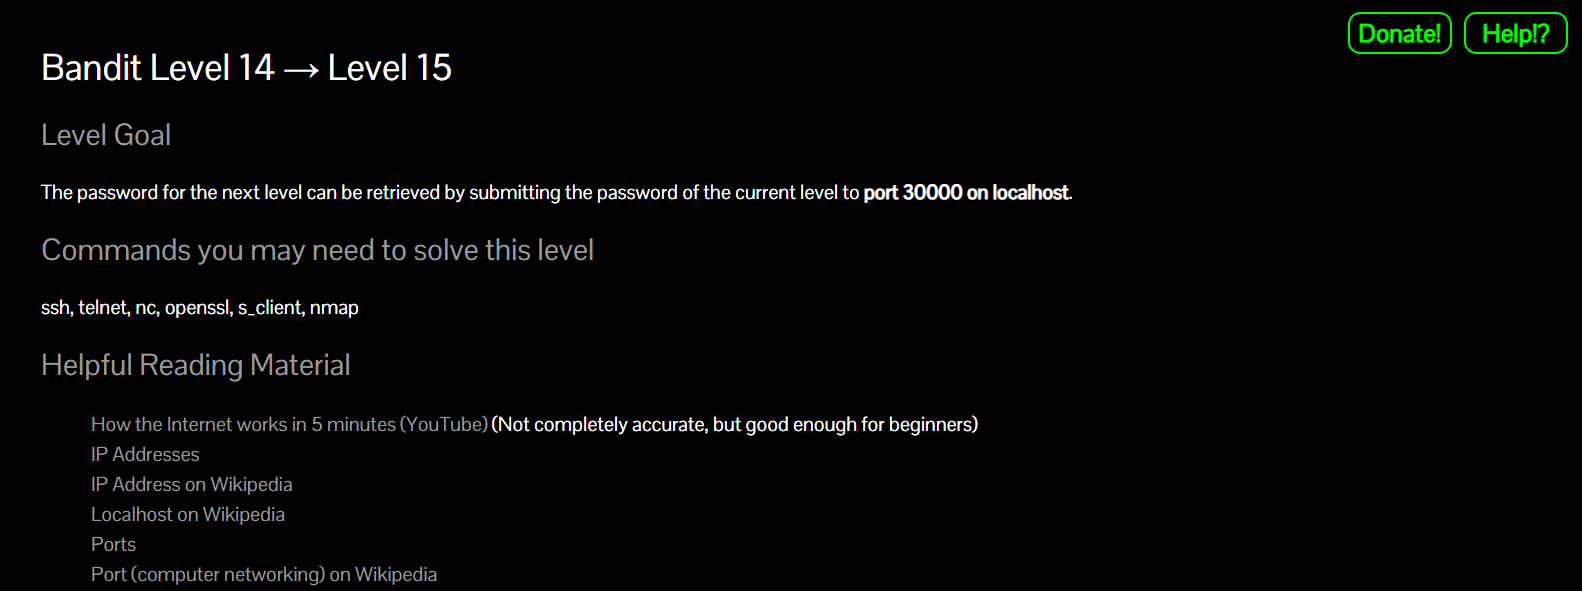 Donate!
Help!?
Bandit Level 14 → Level 15
Level Goal
The password for the next level can be retrieved by submitting the password of the current level to port 30000 on localhost.
Commands you may need to solve this level
ssh, telnet, nc, openssl, s_client, nmap
Helpful Reading Material
How the Internet works in 5 minutes (YouTube) (Not completely accurate, but good enough for beginners)
IP Addresses
IP Address on Wikipedia
Localhost on Wikipedia
Ports
Port (computer networking) on Wikipedia